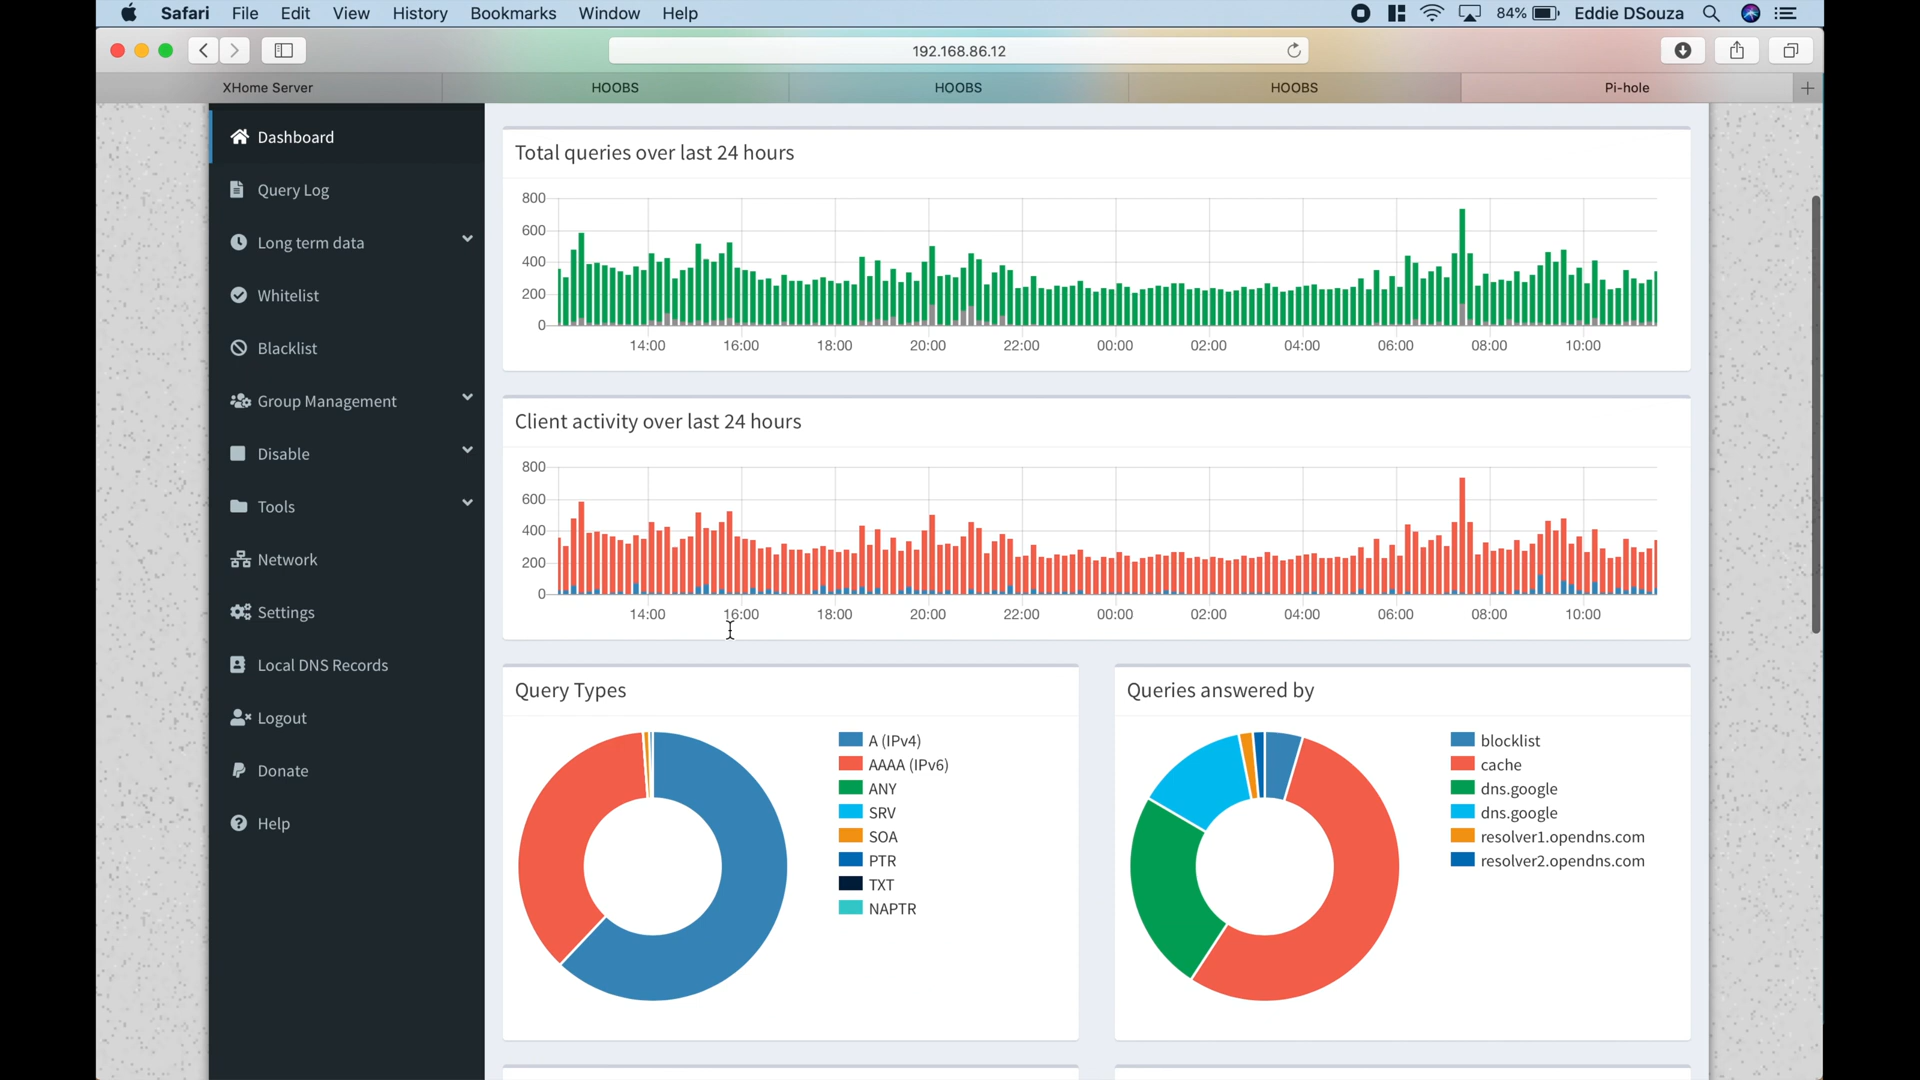 Safari File Edit View History Bookmarks Window Help 84% Eddie DSouza
192.168.86.12
XHome Server HOOBS HOOBS HOOBS Pi-hole
Dashboard
Query Log
Long term data
Whitelist
Blacklist
Group Management
Disable
Tools
Network
Settings
Local DNS Records
Logout
Donate
Help
Total queries over last 24 hours
800
600
400
200
0
14:00 16:00 18:00 20:00 22:00 00:00 02:00 04:00 06:00 08:00 10:00
Client activity over last 24 hours
800
600
400
200
0
14:00 16:00 18:00 20:00 22:00 00:00 02:00 04:00 06:00 08:00 10:00
Query Types
A (IPv4)
AAAA (IPv6)
ANY
SRV
SOA
PTR
TXT
NAPTR
Queries answered by
blocklist
cache
dns.google
dns.google
resolver1.opendns.com
resolver2.opendns.com